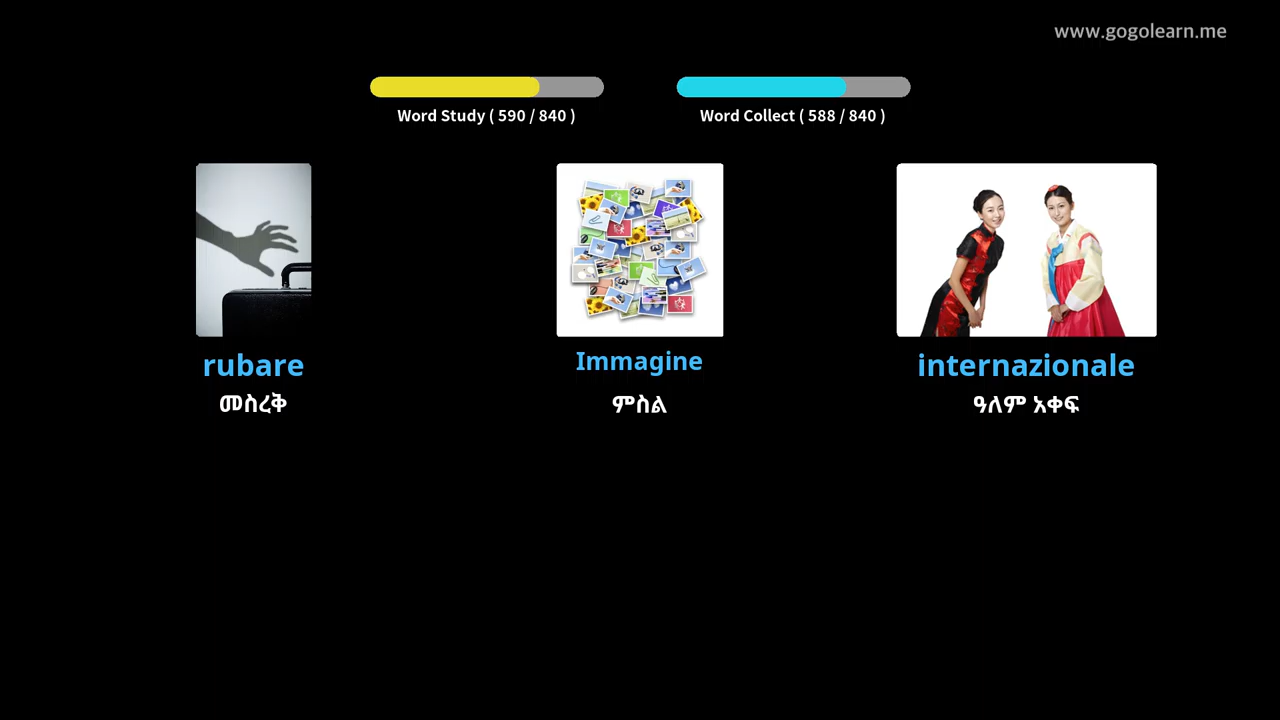 www.gogolearn.me
Word Study ( 590 / 840 )
Word Collect ( 588 / 840 )
rubare
መስረቅ
Immagine
ምስል
internazionale
ዓለም አቀፍ